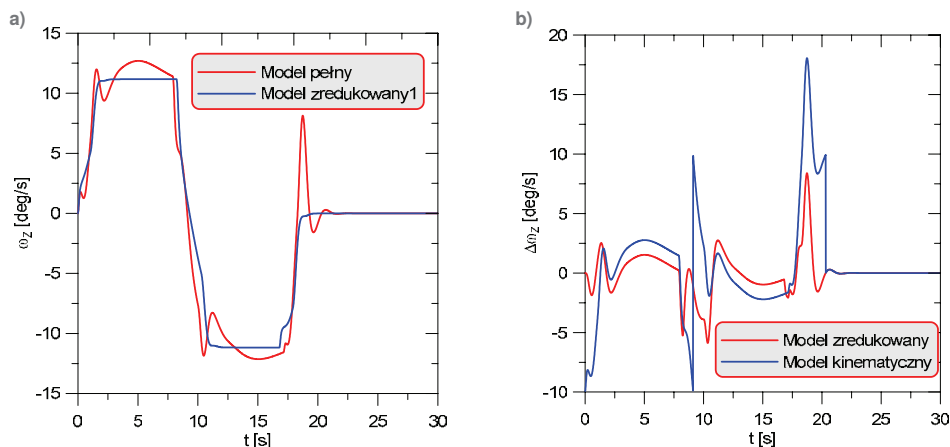 a)
15
10
5
0
-5
-10
-15
ω_Z [deg/s]
Model pełny
Model zredukowany1
0 5 10 15 20 25 30
t [s]
b)
20
15
10
5
0
-5
-10
Δω_Z [deg/s]
Model zredukowany
Model kinematyczny
0 5 10 15 20 25 30
t [s]